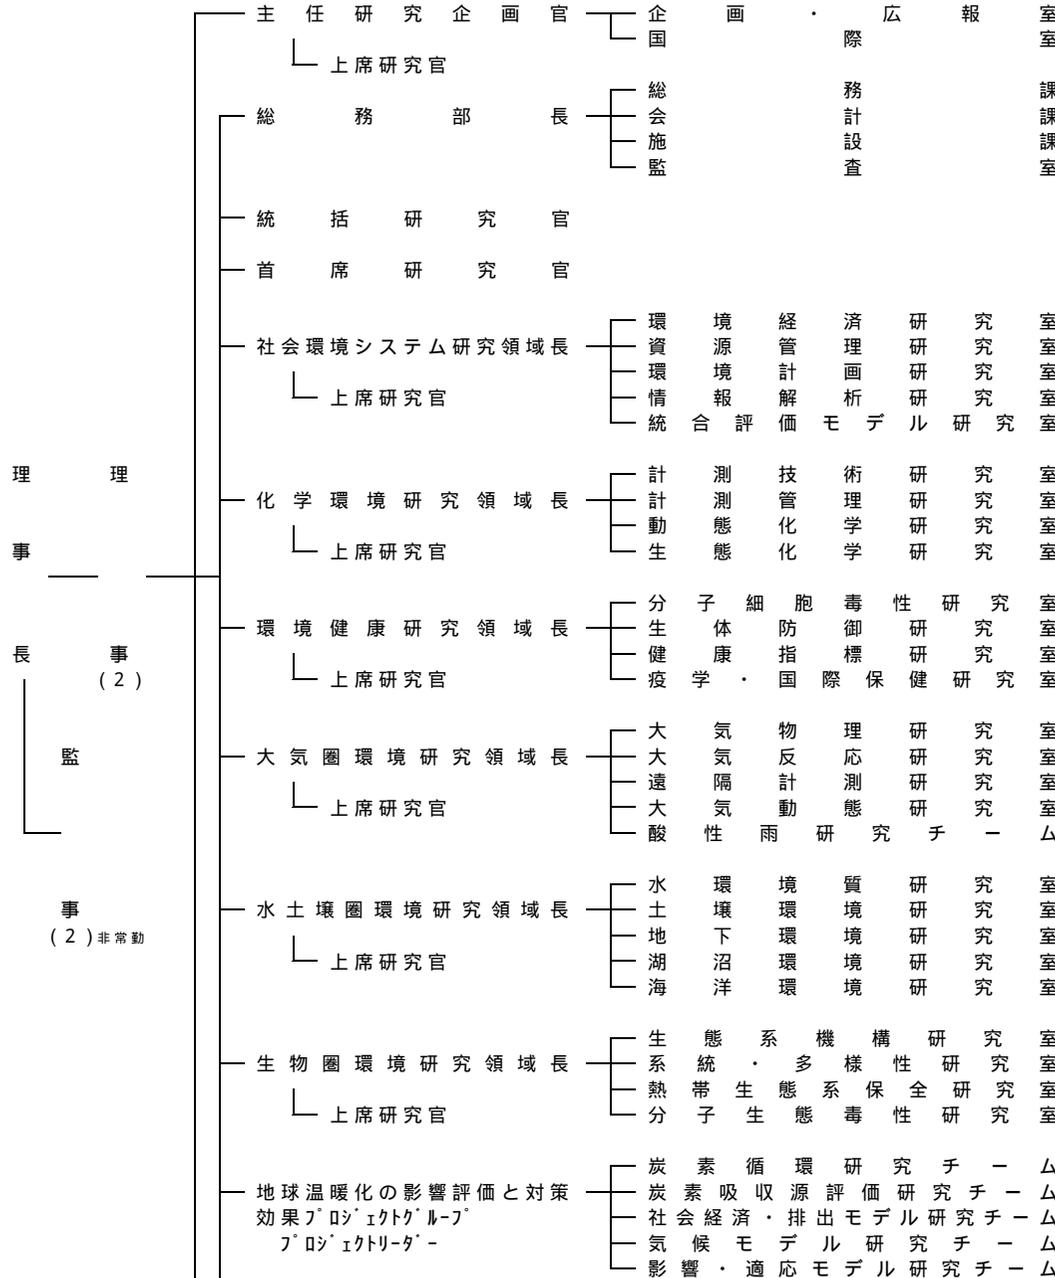 主任研究企画官
企画・広報室
国際室
上席研究官
総務課
総務部長
会計課
施設課
監査室
統括研究官
首席研究官
環境経済研究室
社会環境システム研究領域長
資源管理研究室
環境計画研究室
上席研究官
情報解析研究室
統合評価モデル研究室
理事長
理事
(2)
監事
(2)非常勤
計測技術研究室
化学環境研究領域長
計測管理研究室
動態化学研究室
上席研究官
生態化学研究室
分子細胞毒性研究室
環境健康研究領域長
生体防御研究室
健康指標研究室
上席研究官
疫学・国際保健研究室
大気物理研究室
大気圏環境研究領域長
大気反応研究室
遠隔計測研究室
上席研究官
大気動態研究室
酸性雨研究チーム
水環境質研究室
水土壌圏環境研究領域長
土壌環境研究室
地下環境研究室
上席研究官
湖沼環境研究室
海洋環境研究室
生態系機構研究室
生物圏環境研究領域長
系統・多様性研究室
熱帯生態系保全研究室
上席研究官
分子生態毒性研究室
炭素循環研究チーム
地球温暖化の影響評価と対策
炭素吸収源評価研究チーム
効果ﾌﾟﾛｼﾞｪｸﾄｸﾞﾙｰﾌﾟ
社会経済・排出モデル研究チーム
ﾌﾟﾛｼﾞｪｸﾄﾘｰﾀﾞｰ
気候モデル研究チーム
影響・適応モデル研究チーム